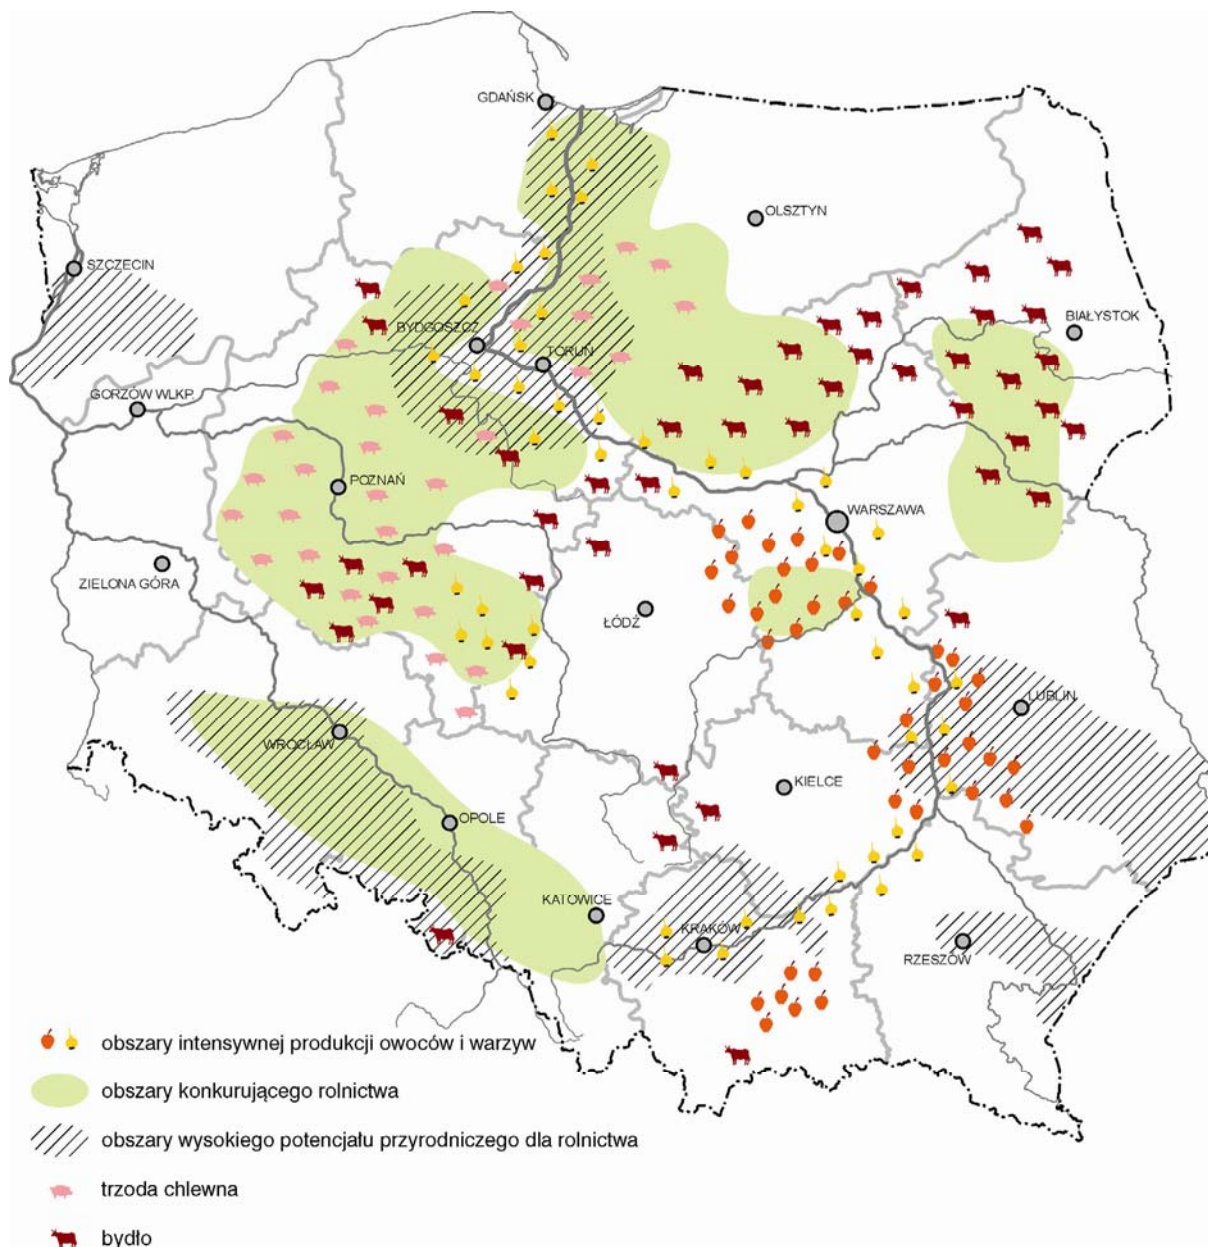 GDAŃSK
OLSZTYN
SZCZECIN
BIAŁYSTOK
BYDGOSZCZ
TORUŃ
GORZÓW WLKP.
POZNAŃ
WARSZAWA
ZIELONA GÓRA
ŁÓDŹ
LUBLIN
WROCŁAW
KIELCE
OPOLE
KATOWICE
KRAKÓW
RZESZÓW
obszary intensywnej produkcji owoców i warzyw
obszary konkurującego rolnictwa
obszary wysokiego potencjału przyrodniczego dla rolnictwa
trzoda chlewna
bydło